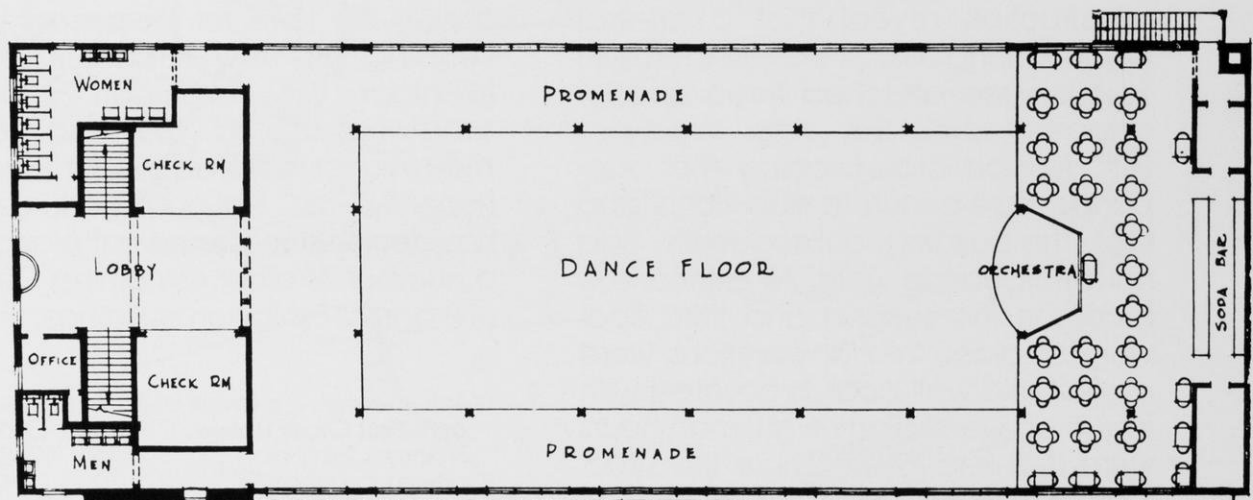 WOMEN
PROMENADE
CHECK RM
LOBBY
DANCE FLOOR
ORCHESTRA
SODA BAR
OFFICE
CHECK RM
MEN
PROMENADE